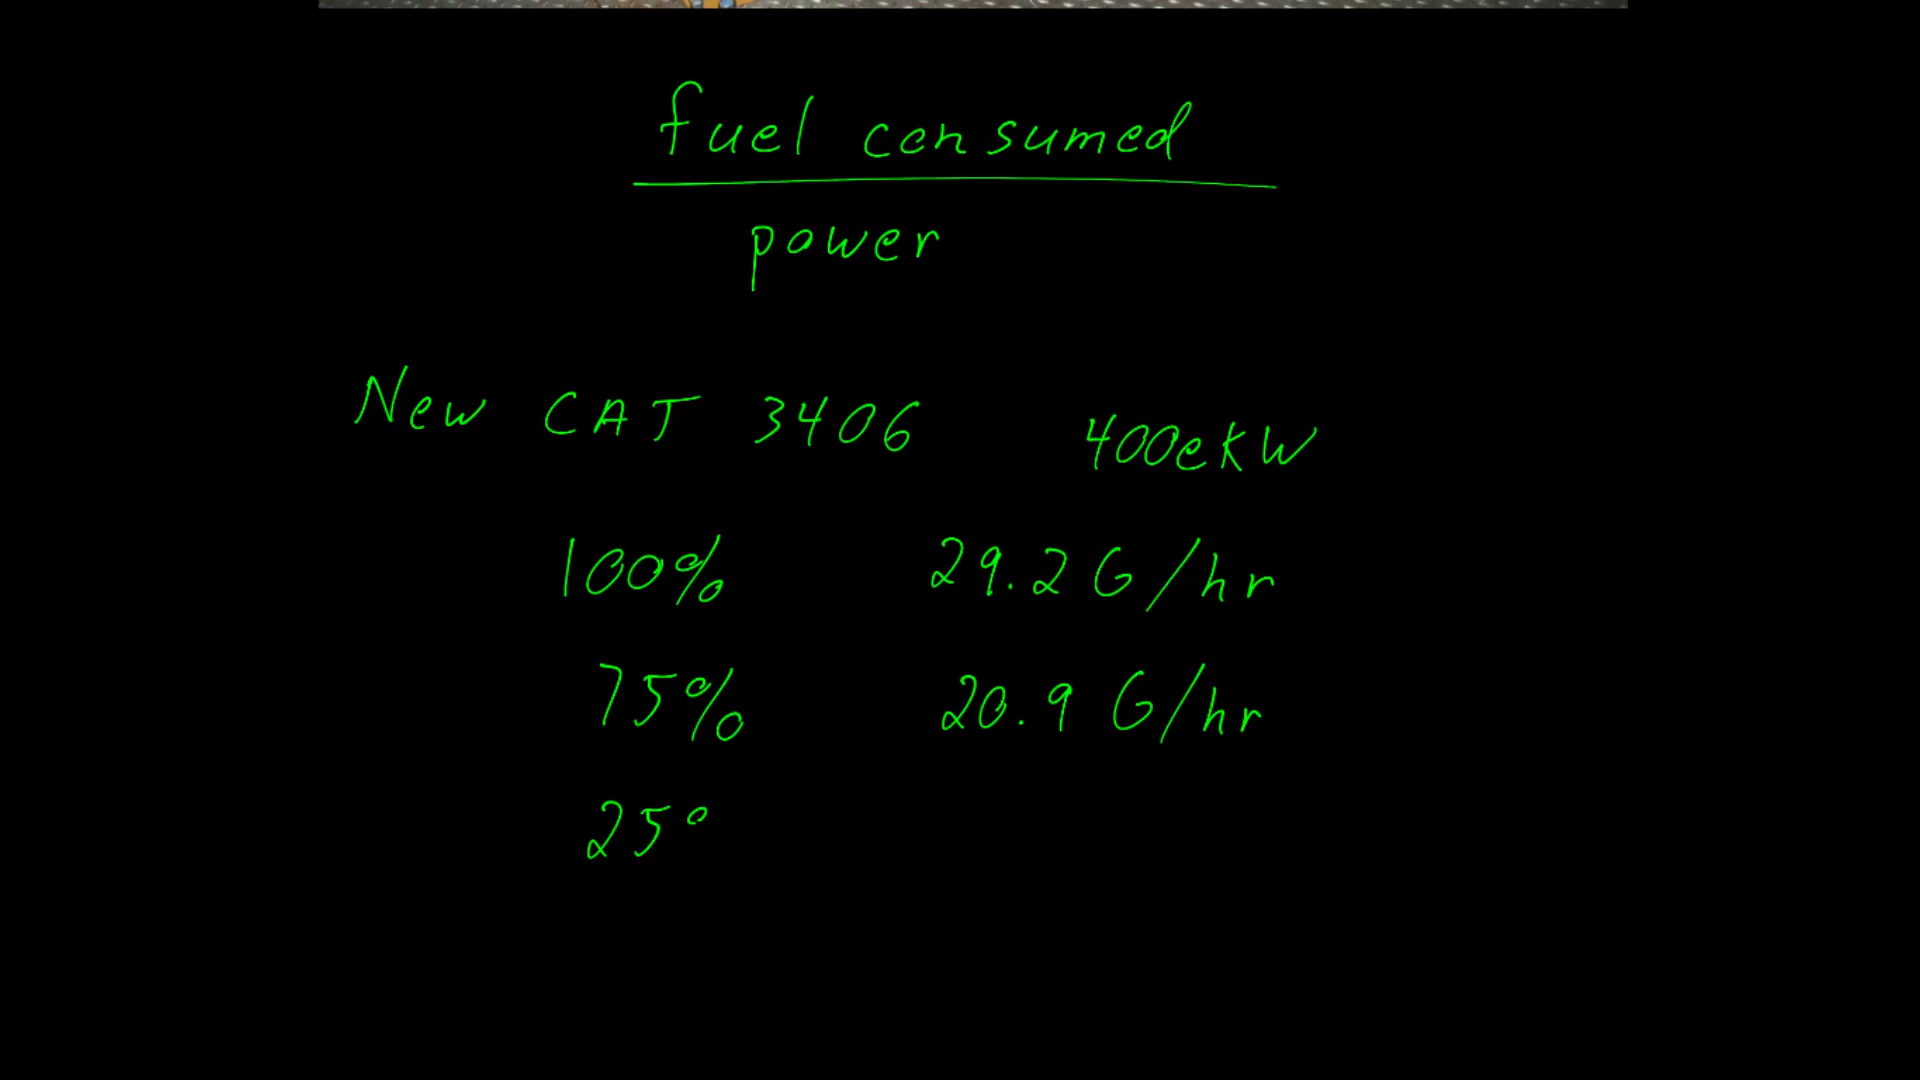 fuel consumed
power
New CAT 3406 400ekW
100% 29.2 G/hr
75% 20.9 G/hr
25°